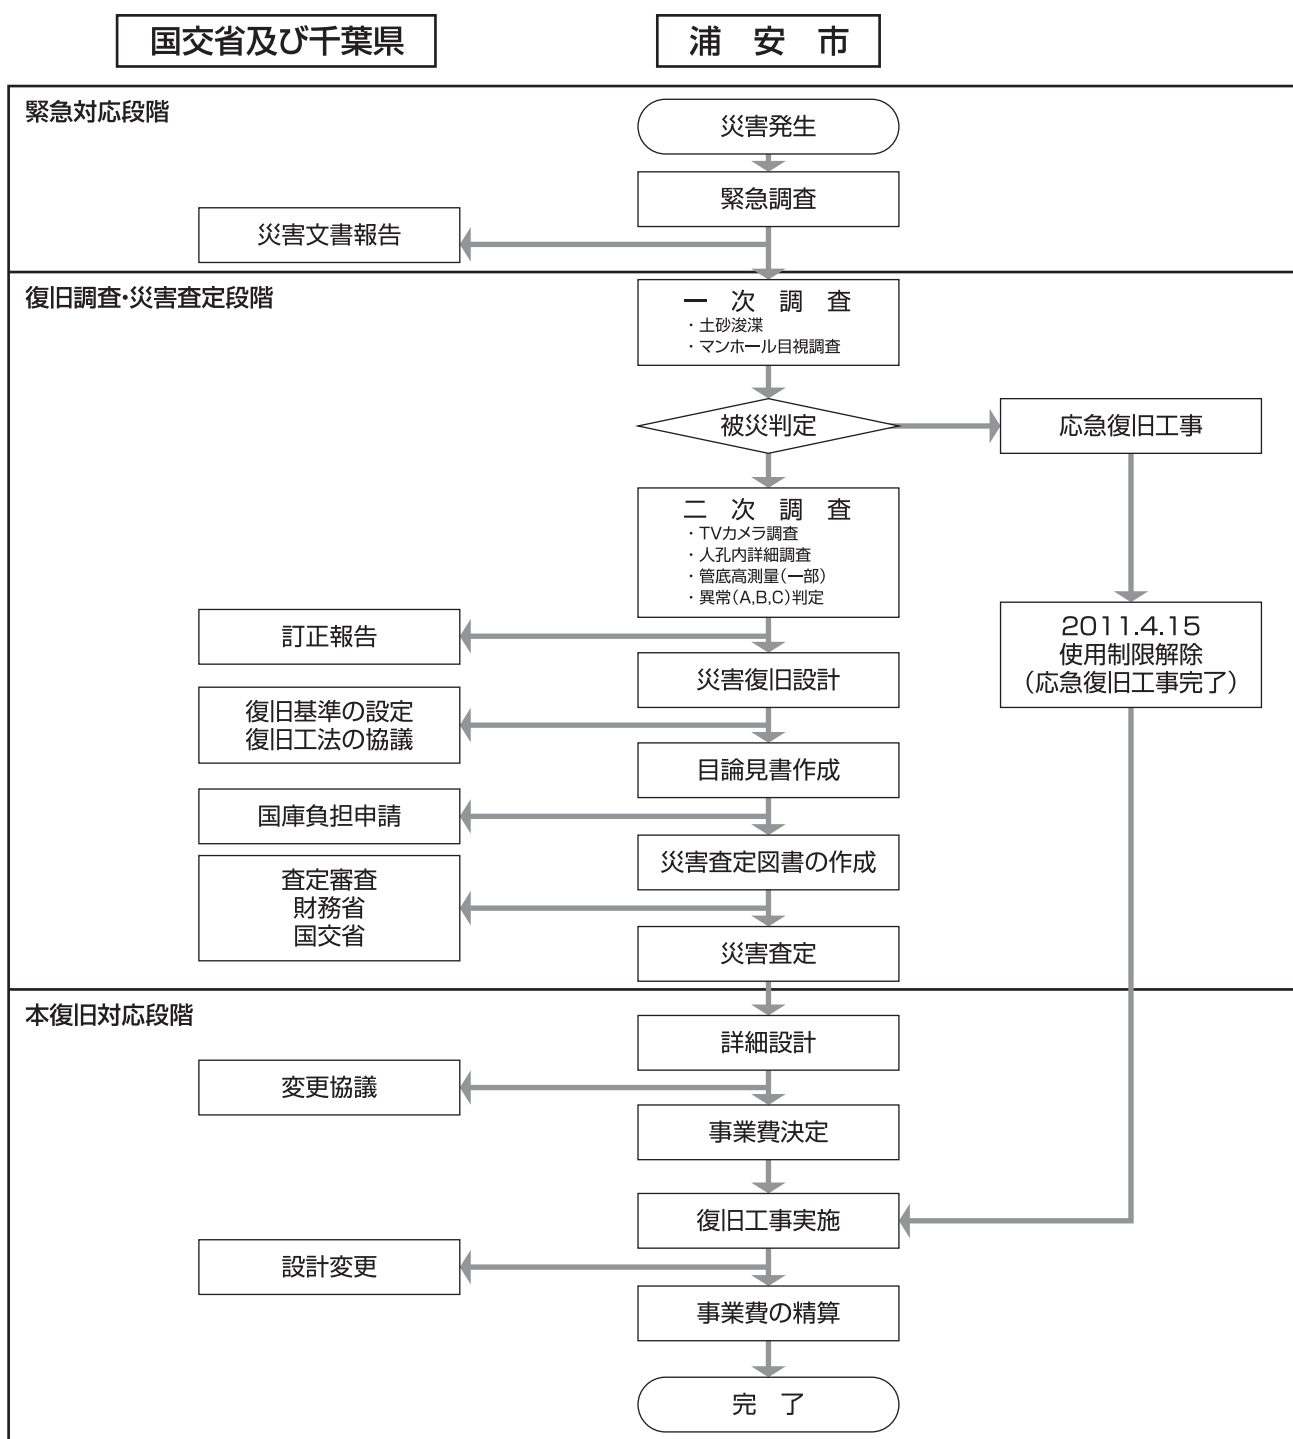 国交省及び千葉県
浦 安 市
緊急対応段階
災害発生
緊急調査
災害文書報告
復旧調査・災害査定段階
一 次 調 査
・土砂浚渫
・マンホール目視調査
被災判定
応急復旧工事
二 次 調 査
・TVカメラ調査
・人孔内詳細調査
・管底高測量(一部)
・異常(A,B,C)判定
訂正報告
2011.4.15
使用制限解除
(応急復旧工事完了)
災害復旧設計
復旧基準の設定
復旧工法の協議
目論見書作成
国庫負担申請
災害査定図書の作成
査定審査
財務省
国交省
災害査定
本復旧対応段階
詳細設計
変更協議
事業費決定
復旧工事実施
設計変更
事業費の精算
完 了